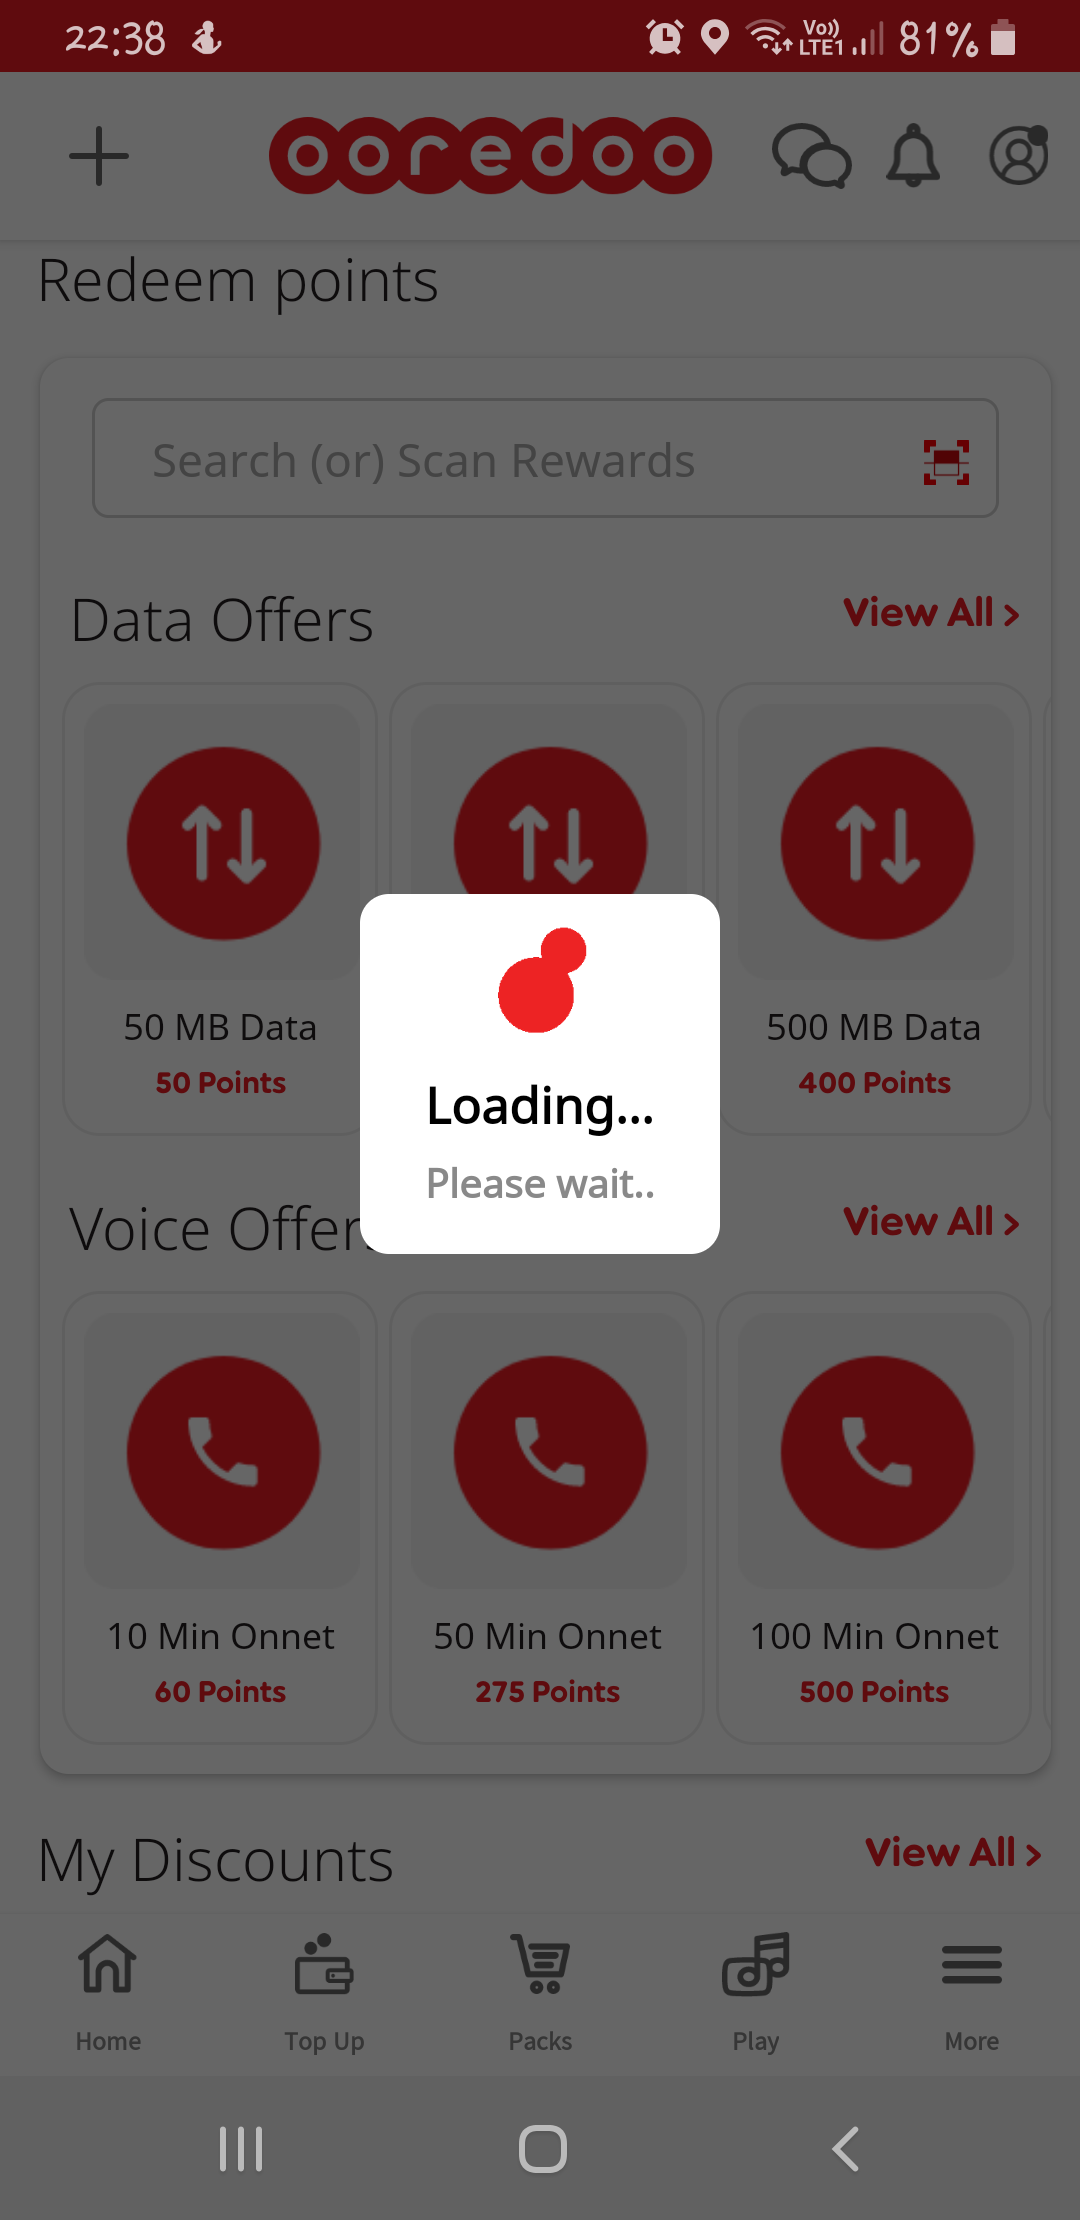 22:38 Vo)) LTE1 81%
ooredoo
Redeem points
Search (or) Scan Rewards
Data Offers View All >
50 MB Data 500 MB Data
50 Points 400 Points
Loading...
Please wait..
Voice Offer View All >
10 Min Onnet 50 Min Onnet 100 Min Onnet
60 Points 275 Points 500 Points
My Discounts View All >
Home Top Up Packs Play More